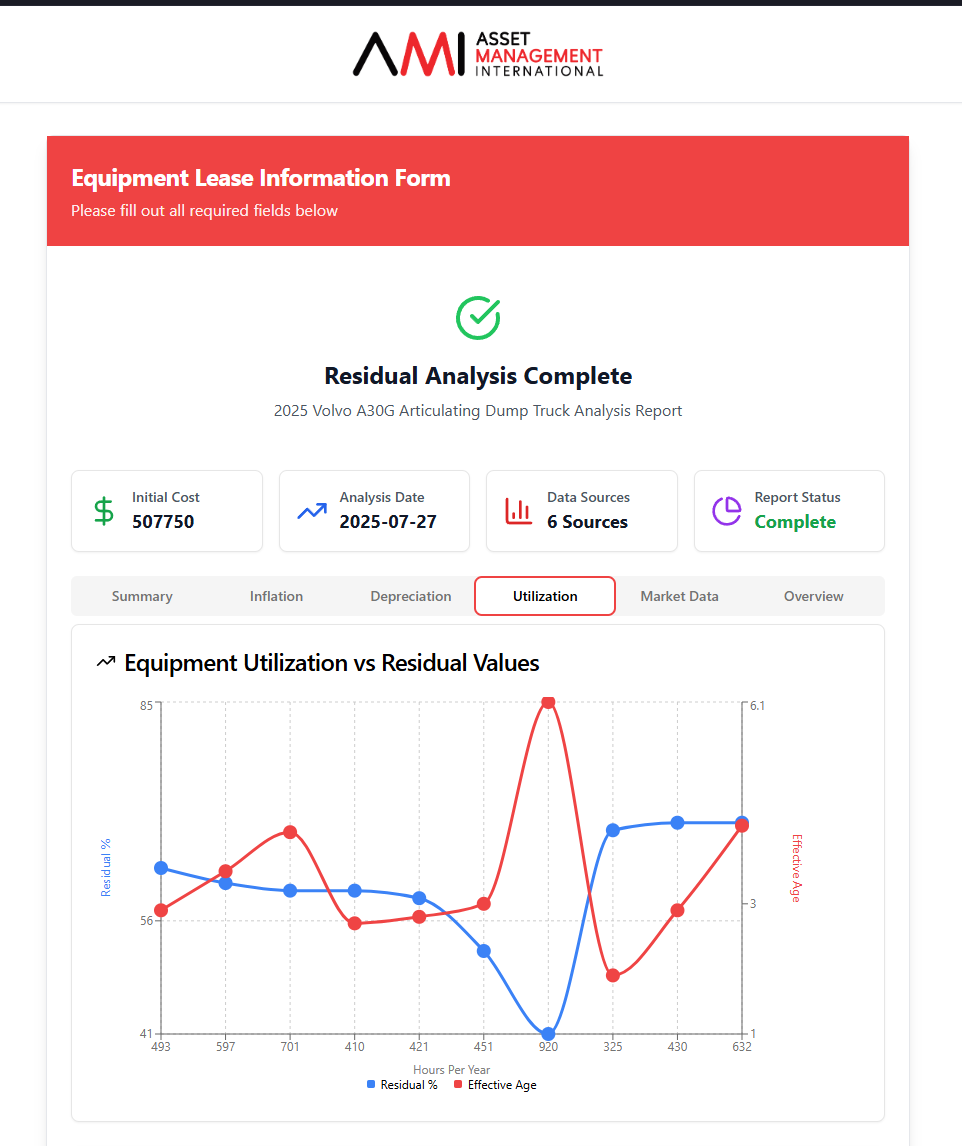 AMI
ASSET
MANAGEMENT
INTERNATIONAL
Equipment Lease Information Form
Please fill out all required fields below
Residual Analysis Complete
2025 Volvo A30G Articulating Dump Truck Analysis Report
Initial Cost
507750
Analysis Date
2025-07-27
Data Sources
6 Sources
Report Status
Complete
Summary Inflation Depreciation Utilization Market Data Overview
Equipment Utilization vs Residual Values
85 6.1
Residual %
Effective Age
3
56
41 1
493 597 701 410 421 451 920 325 430 632
Hours Per Year
Residual % Effective Age